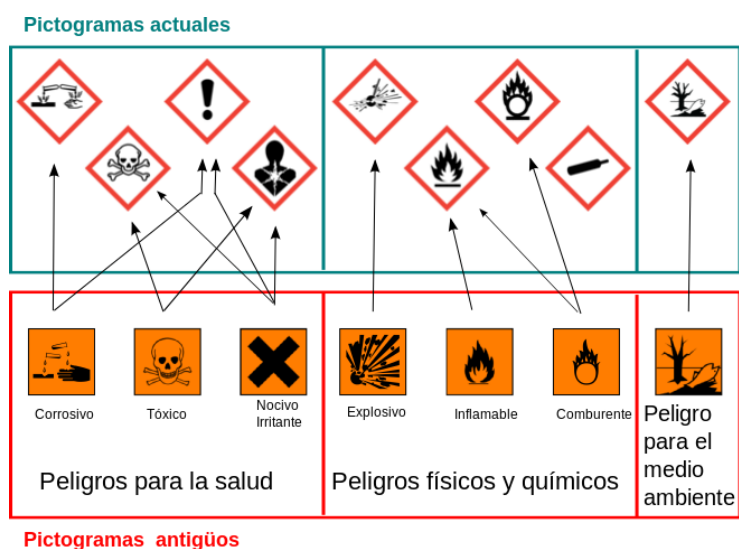 Pictogramas actuales
Corrosivo
Tóxico
Nocivo
Irritante
Explosivo
Inflamable
Comburente
Peligro
para el
medio
ambiente
Peligros para la salud
Peligros físicos y químicos
Pictogramas antigüos